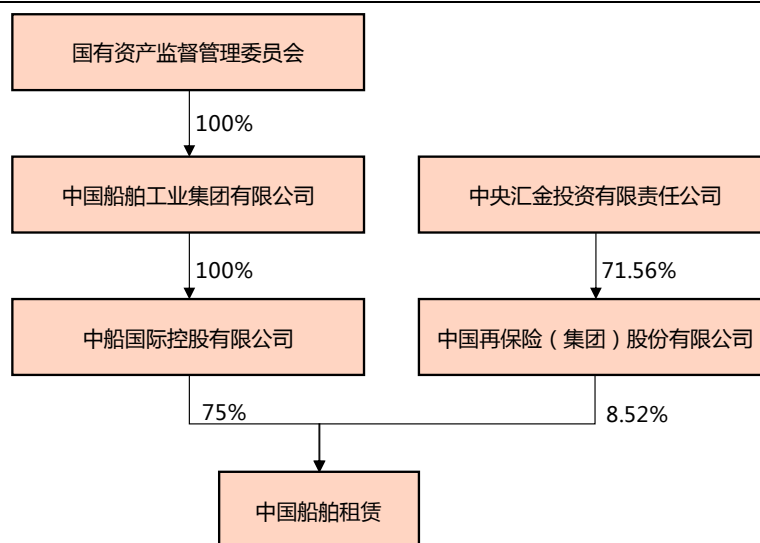 国有资产监督管理委员会
100%
中国船舶工业集团有限公司
中央汇金投资有限责任公司
100%
71.56%
中船国际控股有限公司
中国再保险（集团）股份有限公司
75%
8.52%
中国船舶租赁